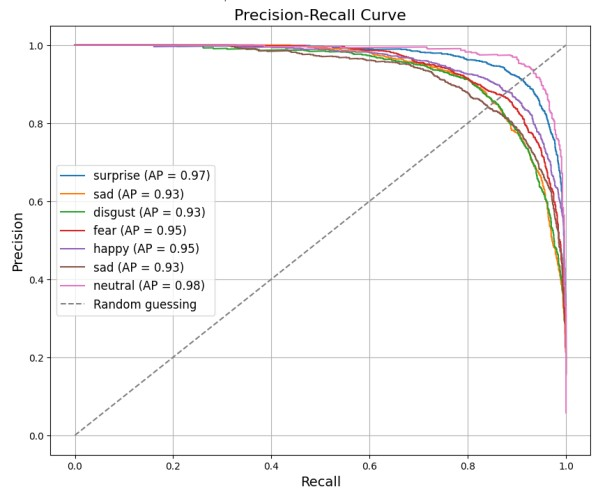 Precision-Recall Curve
1.0
0.8
0.6
0.4
0.2
0.0
Precision
surprise (AP = 0.97)
sad (AP = 0.93)
disgust (AP = 0.93)
fear (AP = 0.95)
happy (AP = 0.95)
sad (AP = 0.93)
neutral (AP = 0.98)
Random guessing
0.0 0.2 0.4 0.6 0.8 1.0
Recall